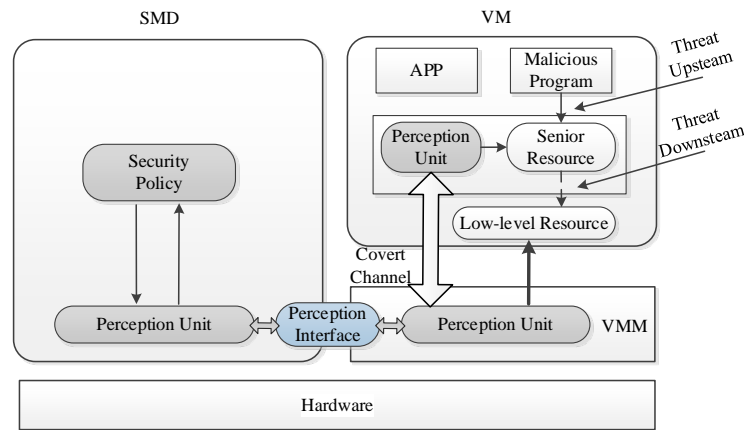 SMD
VM
APP
Malicious
Program
Threat
Upsteam
Perception
Unit
Senior
Resource
Threat
Downsteam
Security
Policy
Low-level Resource
Covert
Channel
Perception Unit
Perception
Interface
Perception Unit
VMM
Hardware